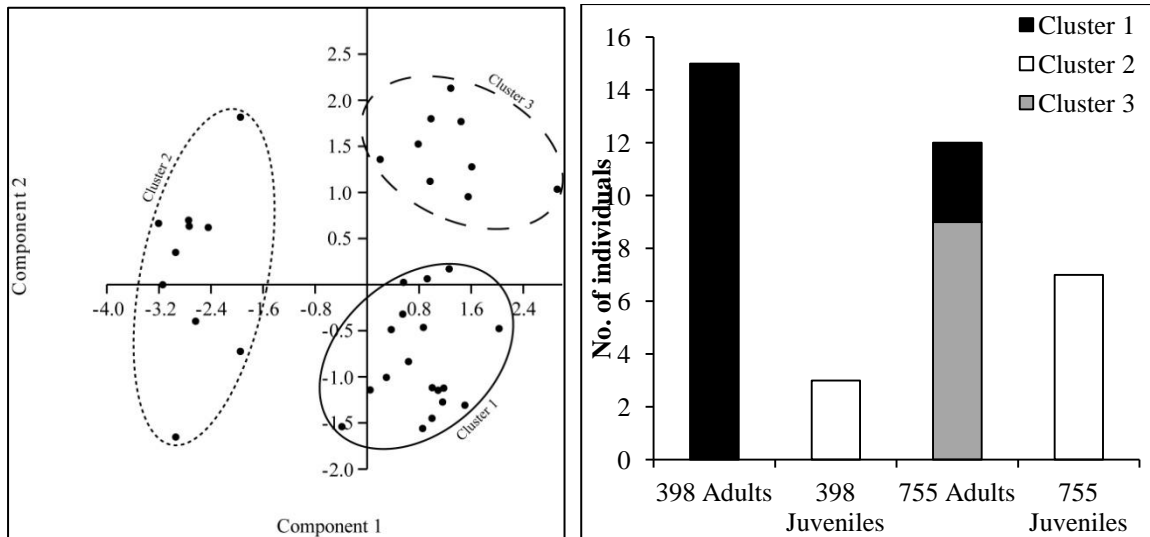 2.5
2.0
1.5
1.0
0.5
-4.0 -3.2 -2.4 -1.6 -0.8 0.8 1.6 2.4
-0.5
-1.0
-1.5
-2.0
Component 2
Component 1
Cluster 2
Cluster 3
Cluster 1
Cluster 1
Cluster 2
Cluster 3
16
14
12
10
8
6
4
2
0
No. of individuals
398 Adults
398
Juveniles
755 Adults
755
Juveniles